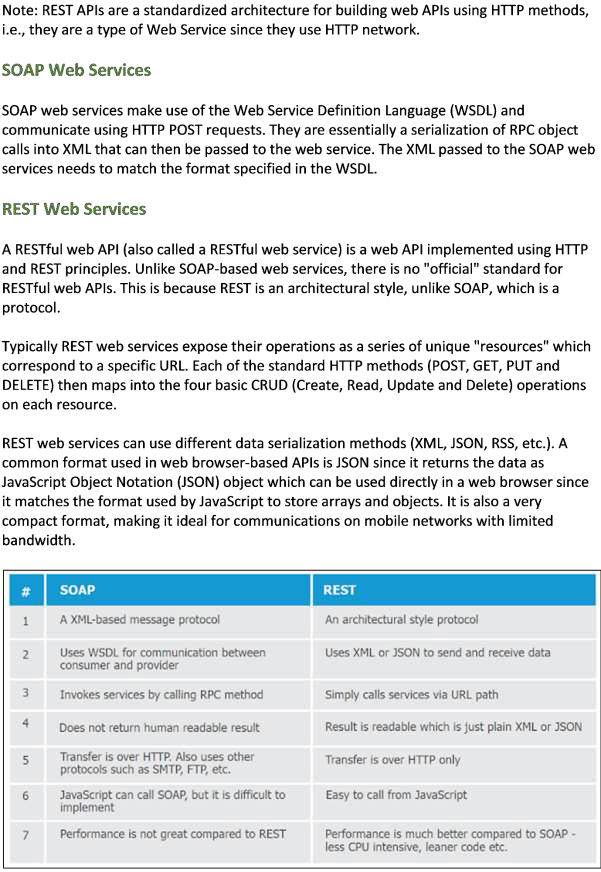 Note: REST APIs are a standardized architecture for building web APIs using HTTP methods,
i.e., they are a type of Web Service since they use HTTP network.
SOAP Web Services
SOAP web services make use of the Web Service Definition Language (WSDL) and
communicate using HTTP POST requests. They are essentially a serialization of RPC object
calls into XML that can then be passed to the web service. The XML passed to the SOAP web
services needs to match the format specified in the WSDL.
REST Web Services
A RESTful web API (also called a RESTful web service) is a web API implemented using HTTP
and REST principles. Unlike SOAP-based web services, there is no "official" standard for
RESTful web APIs. This is because REST is an architectural style, unlike SOAP, which is a
protocol.
Typically REST web services expose their operations as a series of unique "resources" which
correspond to a specific URL. Each of the standard HTTP methods (POST, GET, PUT and
DELETE) then maps into the four basic CRUD (Create, Read, Update and Delete) operations
on each resource.
REST web services can use different data serialization methods (XML, JSON, RSS, etc.). A
common format used in web browser-based APIs is JSON since it returns the data as
JavaScript Object Notation (JSON) object which can be used directly in a web browser since
it matches the format used by JavaScript to store arrays and objects. It is also a very
compact format, making it ideal for communications on mobile networks with limited
bandwidth.
# SOAP REST
1 A XML-based message protocol An architectural style protocol
2 Uses WSDL for communication between Uses XML or JSON to send and receive data
consumer and provider
3 Invokes services by calling RPC method Simply calls services via URL path
4 Does not return human readable result Result is readable which is just plain XML or JSON
5 Transfer is over HTTP. Also uses other Transfer is over HTTP only
protocols such as SMTP, FTP, etc.
6 JavaScript can call SOAP, but it is difficult to Easy to call from JavaScript
implement
7 Performance is not great compared to REST Performance is much better compared to SOAP -
less CPU intensive, leaner code etc.